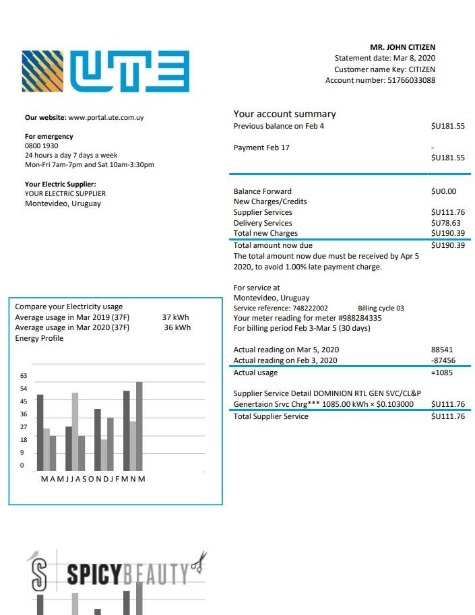 UTE
MR. JOHN CITIZEN
Statement date: Mar 8, 2020
Customer name Key: CITIZEN
Account number: 51766033088
Our website: www.portal.ute.com.uy
For emergency
0800 1930
24 hours a day 7 days a week
Mon-Fri 7am-7pm and Sat 10am-3:30pm
Your Electric Supplier:
YOUR ELECTRIC SUPPLIER
Montevideo, Uruguay
Your account summary
Previous balance on Feb 4 $U181.55
Payment Feb 17 -
$U181.55
Balance Forward $U0.00
New Charges/Credits
Supplier Services $U111.76
Delivery Services $U78.63
Total new Charges $U190.39
Total amount now due $U190.39
The total amount now due must be received by Apr 5
2020, to avoid 1.00% late payment charge.
For service at
Montevideo, Uruguay
Service reference: 748222002 Billing cycle 03
Your meter reading for meter #988284335
For billing period Feb 3-Mar 5 (30 days)
Actual reading on Mar 5, 2020 88541
Actual reading on Feb 3, 2020 -87456
Actual usage =1085
Supplier Service Detail DOMINION RTL GEN SVC/CL&P
Genertaion Srvc Chrg*** 1085.00 kWh × $0.103000 $U111.76
Total Supplier Service $U111.76
Compare your Electricity usage
Average usage in Mar 2019 (37F) 37 kWh
Average usage in Mar 2020 (37F) 36 kWh
Energy Profile
63
54
45
36
27
18
9
0
M A M J J A S O N D J F M N M
S SPICYBEAUTY